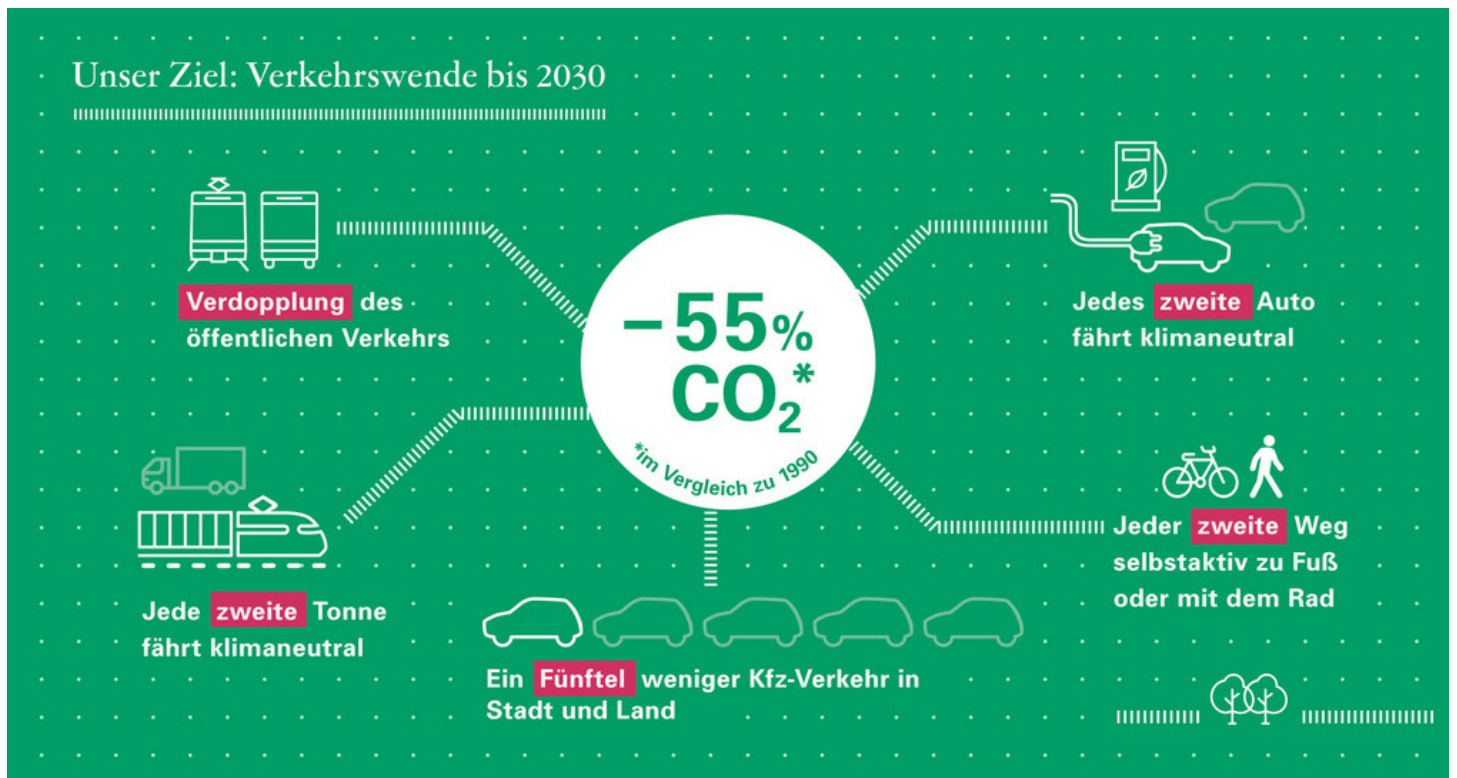 Unser Ziel: Verkehrswende bis 2030
Verdopplung des
öffentlichen Verkehrs
Jedes zweite Auto
fährt klimaneutral
–55%
CO₂*
*im Vergleich zu 1990
Jede zweite Tonne
fährt klimaneutral
Jeder zweite Weg
selbstaktiv zu Fuß
oder mit dem Rad
Ein Fünftel weniger Kfz-Verkehr in
Stadt und Land